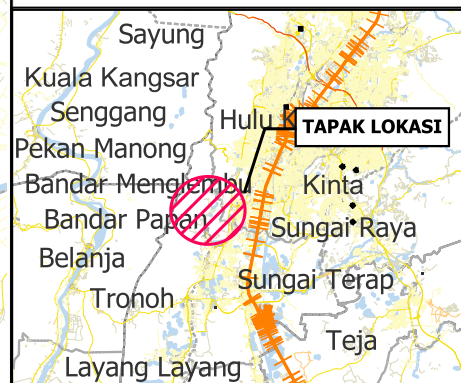 Sayung
Kuala Kangsar
Senggang
Hulu K
TAPAK LOKASI
Pekan Manong
Bandar Menglembu
Kinta
Bandar Papan
Sungai Raya
Belanja
Sungai Terap
Tronoh
Teja
Layang Layang